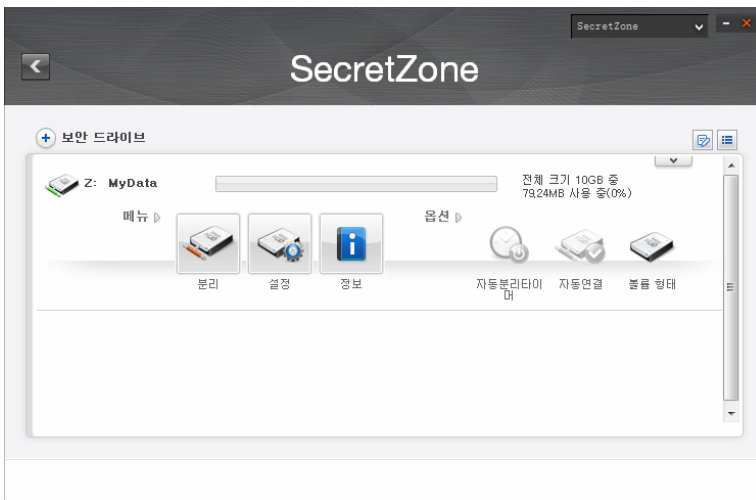 SecretZone
SecretZone
보안 드라이브
Z: MyData
전체 크기 10GB 중
79,24MB 사용 중(0%)
메뉴
옵션
분리
설정
정보
자동분리타이
머
자동연결
볼륨 형태